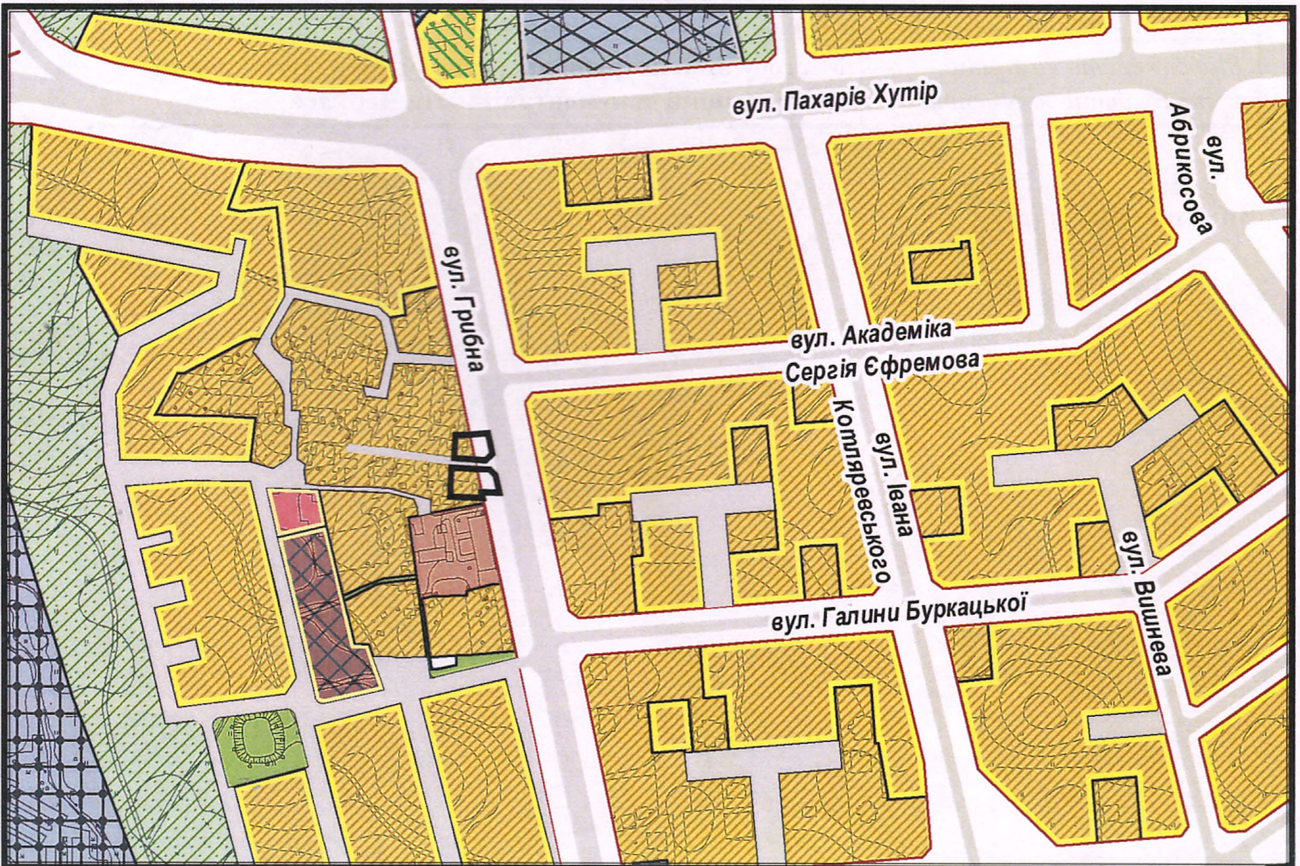 вул. Пахарів Хутір
вул.
Абрикосова
вул. Грибна
вул. Академіка
Сергія Єфремова
вул. Івана
Котляревського
вул. Галини Буркацької
вул. Вишнева